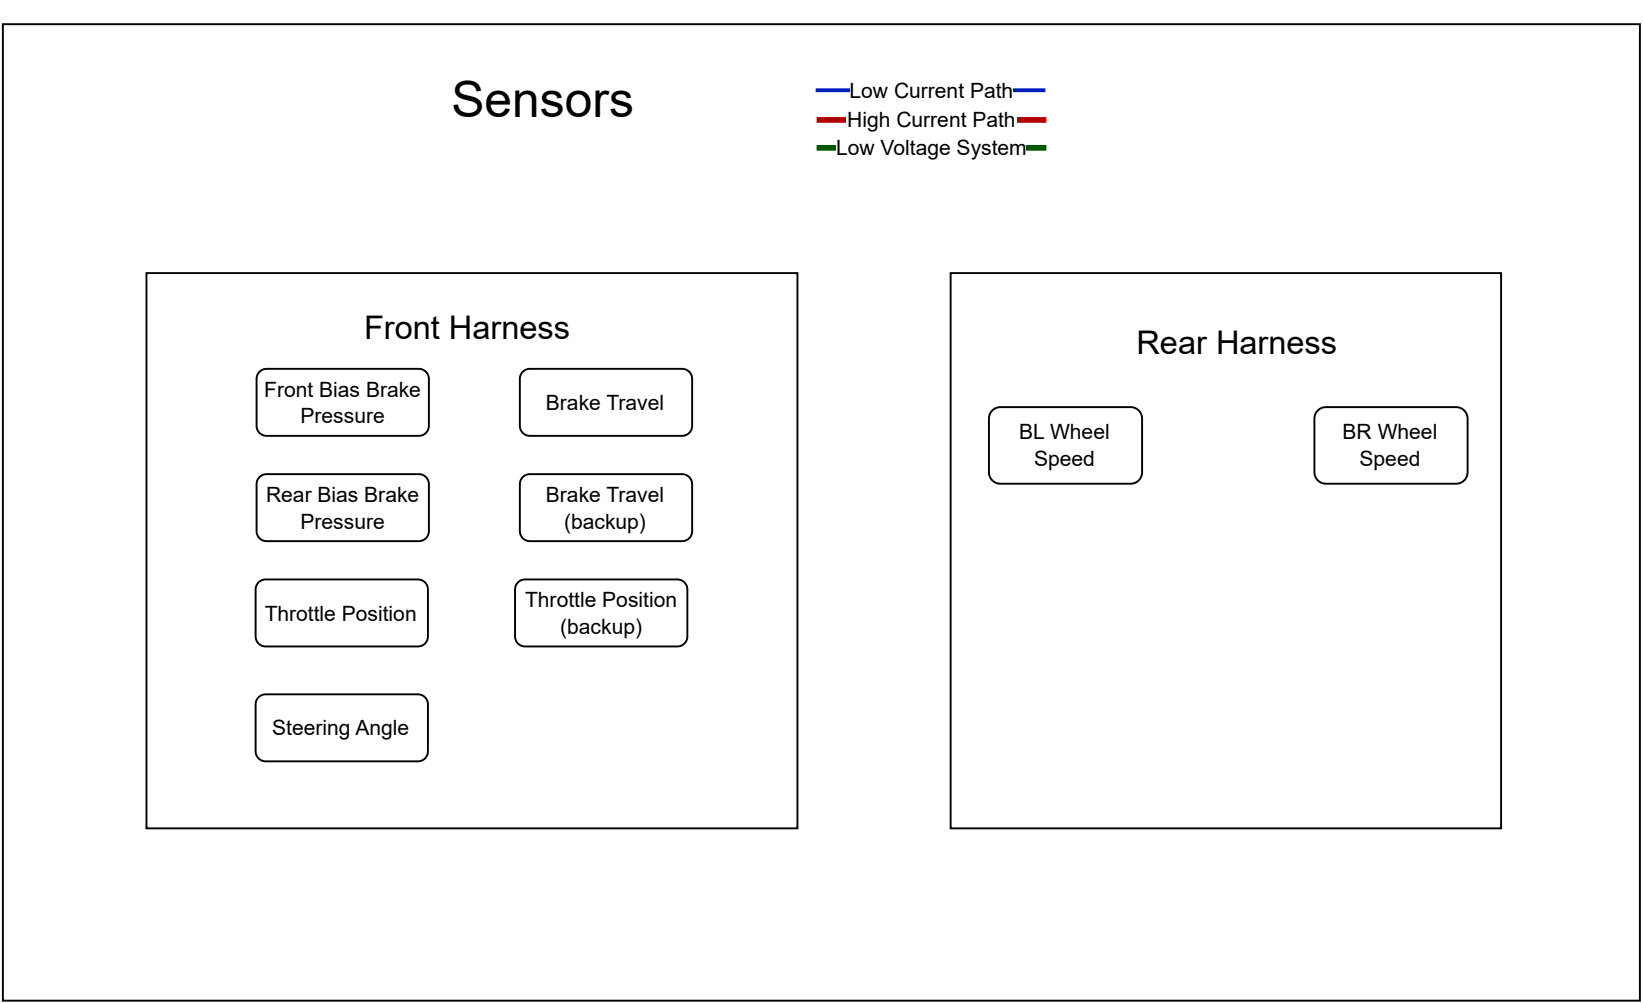 Sensors
Low Current Path
High Current Path
Low Voltage System
Front Harness
Front Bias Brake
Pressure
Brake Travel
Rear Bias Brake
Pressure
Brake Travel
(backup)
Throttle Position
Throttle Position
(backup)
Steering Angle
Rear Harness
BL Wheel
Speed
BR Wheel
Speed